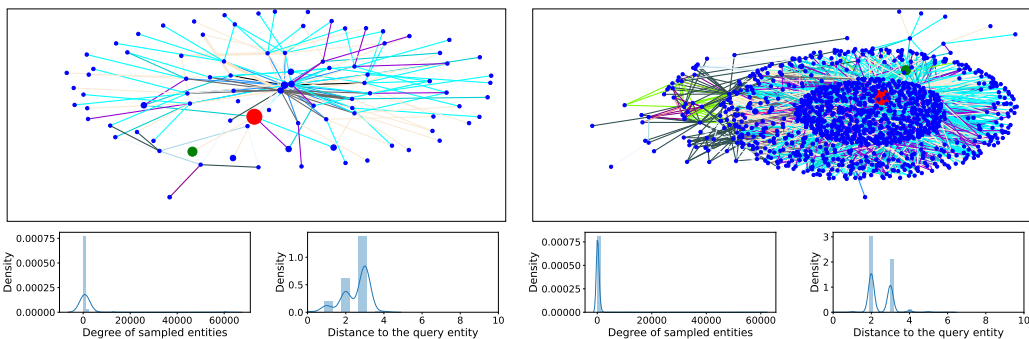 0.00075
0.00050
0.00025
0.00000
Density
0 20000 40000 60000
Degree of sampled entities
1.0
0.5
0.0
Density
0 2 4 6 8 10
Distance to the query entity
0.00075
0.00050
0.00025
0.00000
Density
0 20000 40000 60000
Degree of sampled entities
3
2
1
0
Density
0 2 4 6 8 10
Distance to the query entity